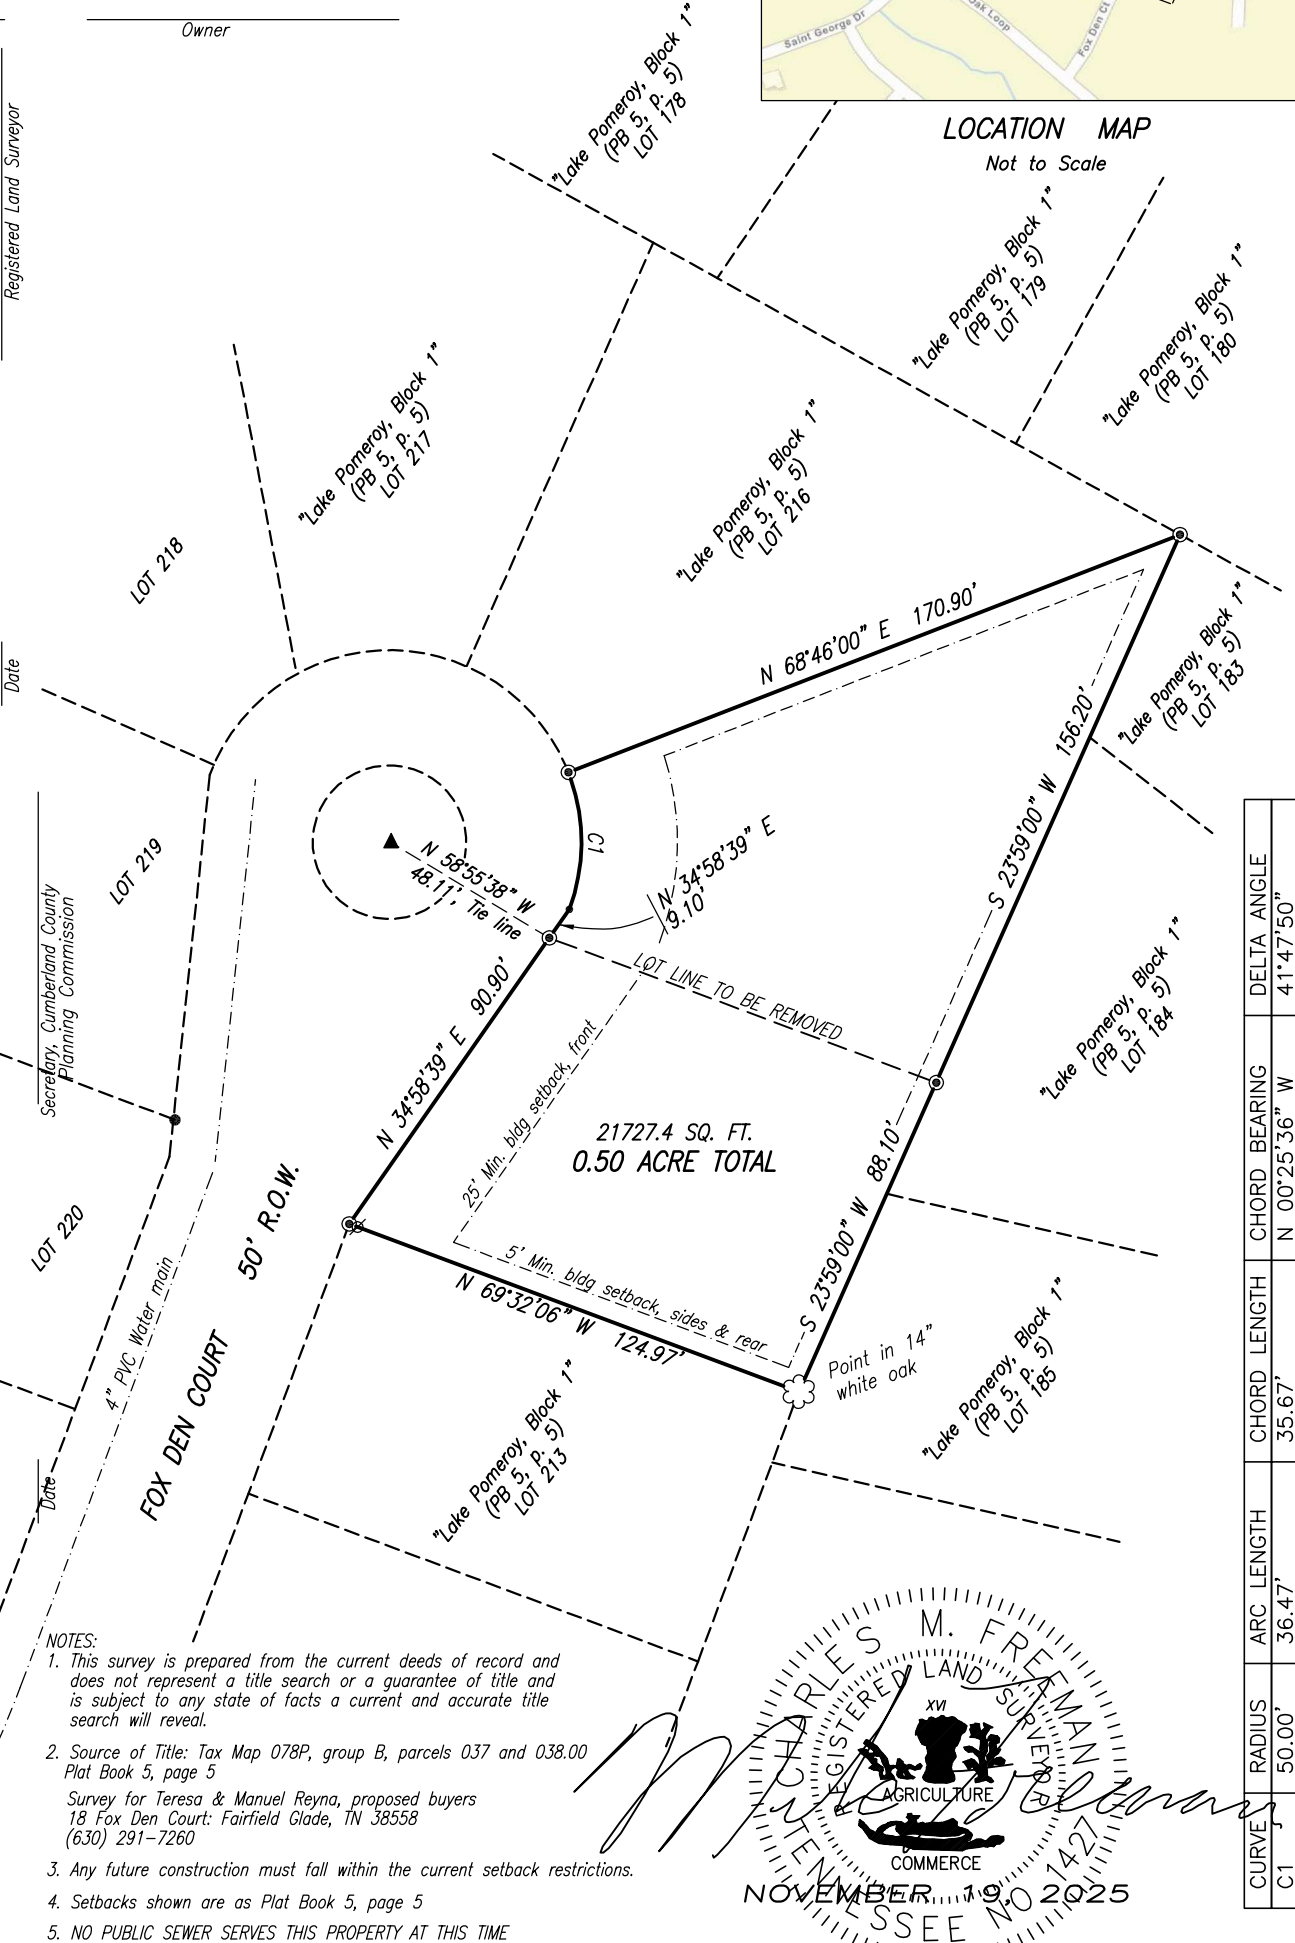 Owner
Registered Land Surveyor
Date
Secretary, Cumberland County
Planning Commission
Date
Saint George Dr
Oak Loop
Fox Den Ct
LOCATION MAP
Not to Scale
"Lake Pomeroy, Block 1"
(PB 5, p. 5)
LOT 178
"Lake Pomeroy, Block 1"
(PB 5, p. 5)
LOT 179
"Lake Pomeroy, Block 1"
(PB 5, p. 5)
LOT 180
"Lake Pomeroy, Block 1"
(PB 5, p. 5)
LOT 217
"Lake Pomeroy, Block 1"
(PB 5, p. 5)
LOT 216
LOT 218
"Lake Pomeroy, Block 1"
(PB 5, p. 5)
LOT 183
N 68°46'00" E 170.90'
S 23°59'00" W 156.20'
LOT 219
C1
N 58°55'38" W
48.11', Tie line
N 34°58'39" E
9.10'
LOT LINE TO BE REMOVED
N 34°58'39" E 90.90'
25' Min. bldg setback, front
"Lake Pomeroy, Block 1"
(PB 5, p. 5)
LOT 184
21727.4 SQ. FT.
0.50 ACRE TOTAL
S 23°59'00" W 88.10'
LOT 220
50' R.O.W.
4" PVC Water main
FOX DEN COURT
5' Min. bldg setback, sides & rear
N 69°32'06" W 124.97'
Point in 14"
white oak
"Lake Pomeroy, Block 1"
(PB 5, p. 5)
LOT 185
"Lake Pomeroy, Block 1"
(PB 5, p. 5)
LOT 213
CURVE RADIUS ARC LENGTH CHORD LENGTH CHORD BEARING DELTA ANGLE
C1 50.00' 36.47' 35.67' N 00°25'36" W 41°47'50"
NOTES:
1. This survey is prepared from the current deeds of record and
does not represent a title search or a guarantee of title and
is subject to any state of facts a current and accurate title
search will reveal.
2. Source of Title: Tax Map 078P, group B, parcels 037 and 038.00
Plat Book 5, page 5
Survey for Teresa & Manuel Reyna, proposed buyers
18 Fox Den Court: Fairfield Glade, TN 38558
(630) 291-7260
3. Any future construction must fall within the current setback restrictions.
4. Setbacks shown are as Plat Book 5, page 5
5. NO PUBLIC SEWER SERVES THIS PROPERTY AT THIS TIME
CHARLES M. FREEMAN
REGISTERED LAND SURVEYOR
XVI
AGRICULTURE
COMMERCE
TENNESSEE NO 1427
NOVEMBER 19, 2025